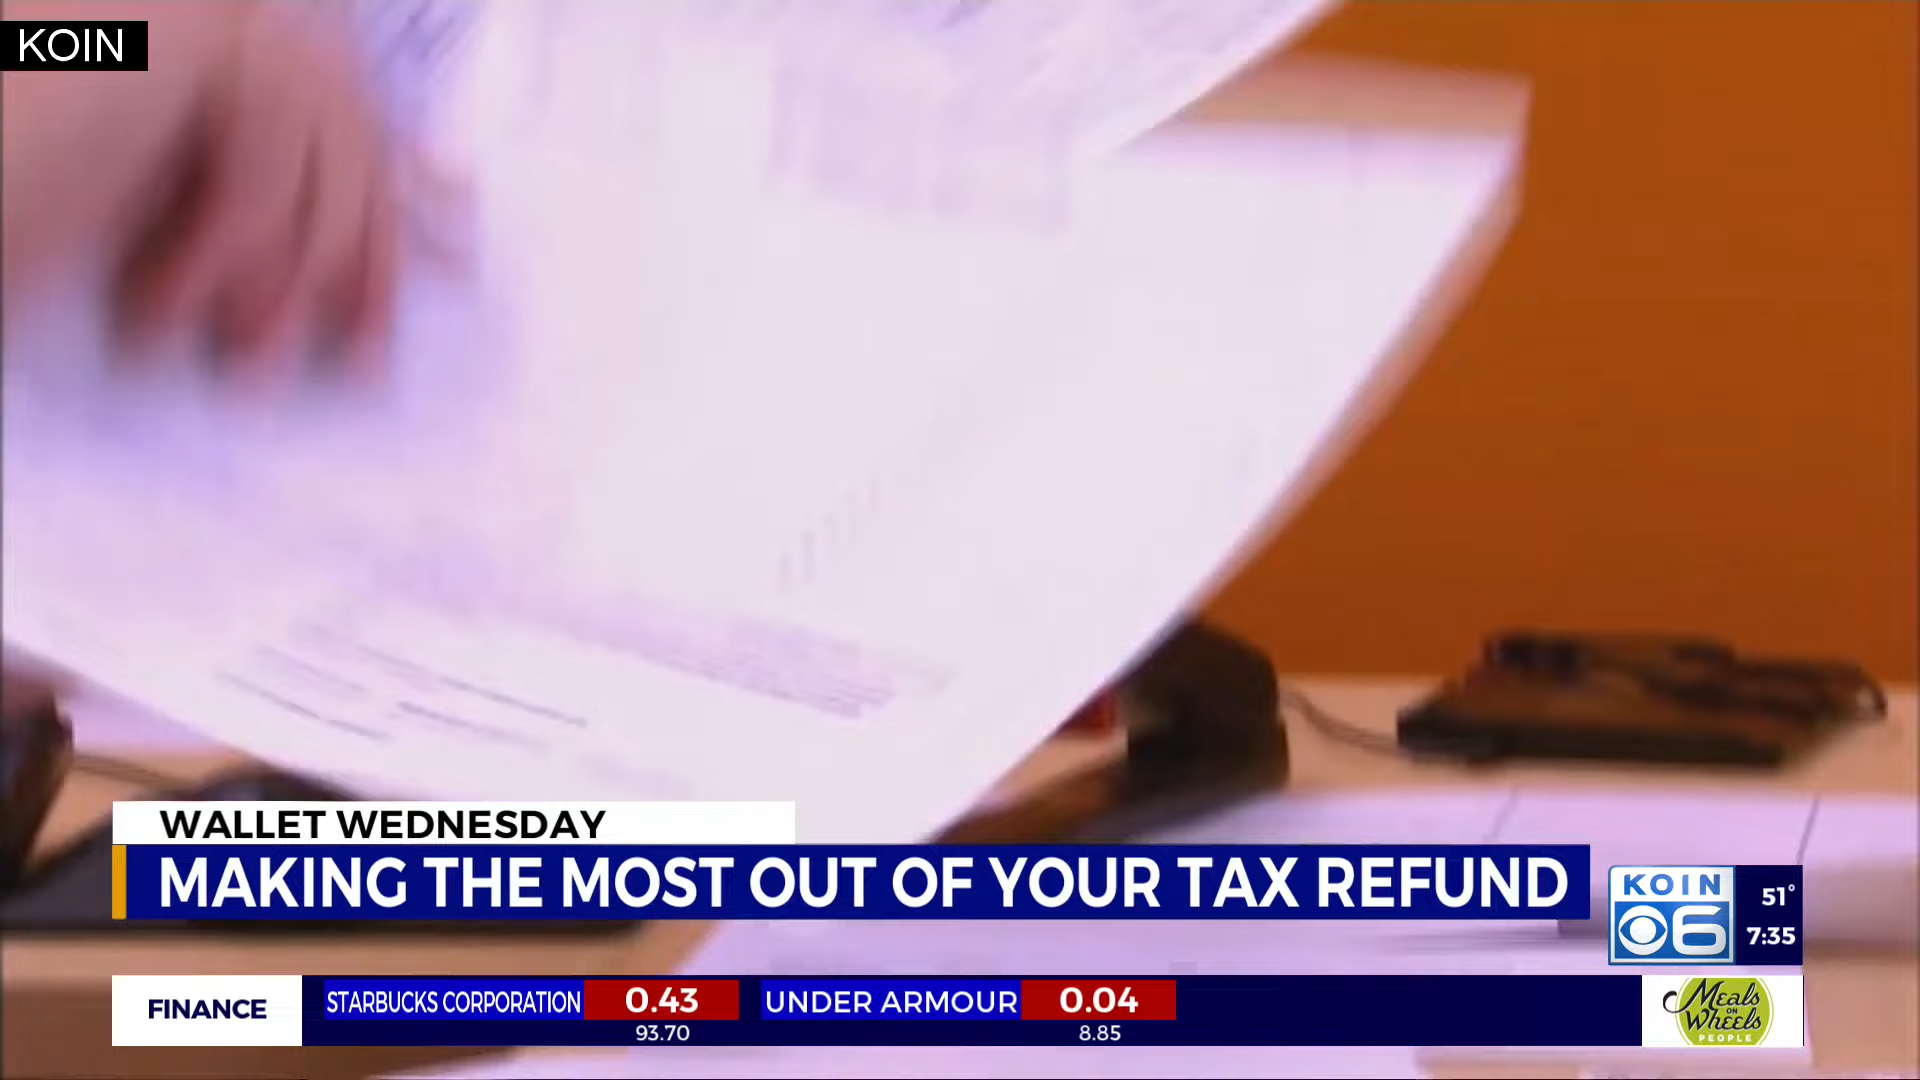 KOIN
WALLET WEDNESDAY
MAKING THE MOST OUT OF YOUR TAX REFUND
KOIN
6
51°
7:35
FINANCE
STARBUCKS CORPORATION
0.43
93.70
UNDER ARMOUR
0.04
8.85
Meals
ON
Wheels
PEOPLE